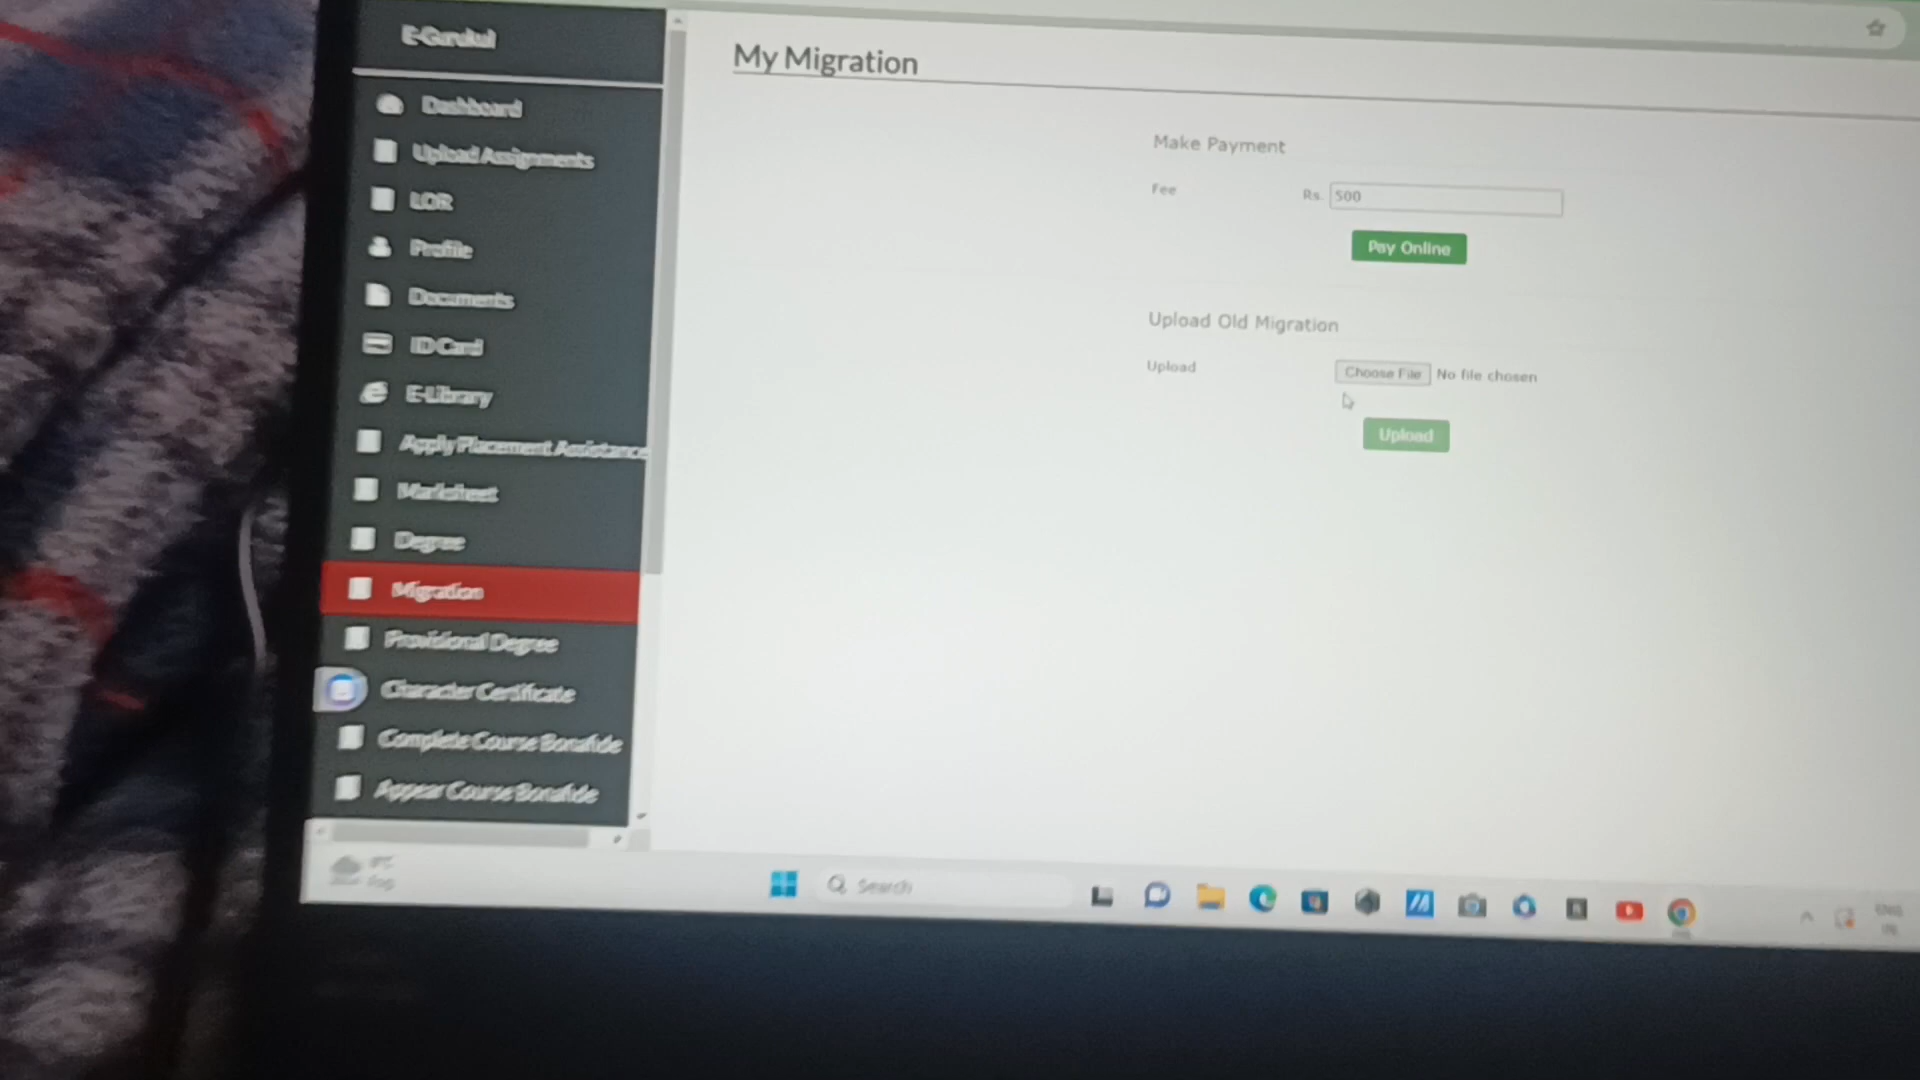 E-Gurukul
Dashboard
Upload Assignments
LOR
Profile
Documents
ID Card
E-Library
Apply Placement Assistance
Marksheet
Degree
Migration
Provisional Degree
Character Certificate
Complete Course Bonafide
Appear Course Bonafide
My Migration
Make Payment
Fee Rs. 500
Pay Online
Upload Old Migration
Upload Choose File No file chosen
Upload
Search
ENG
IN